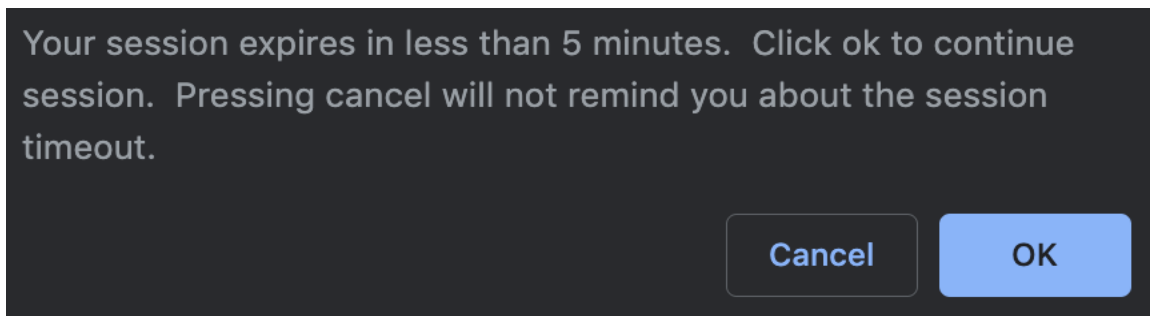 Your session expires in less than 5 minutes.  Click ok to continue
session.  Pressing cancel will not remind you about the session
timeout.
Cancel
OK